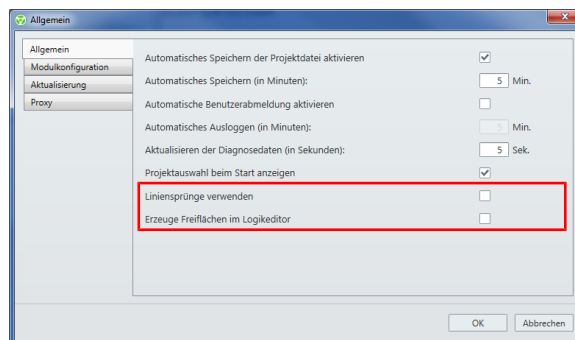 Allgemein
Allgemein
Modulkonfiguration
Aktualisierung
Proxy
Automatisches Speichern der Projektdatei aktivieren
Automatisches Speichern (in Minuten): 5 Min.
Automatische Benutzerabmeldung aktivieren
Automatisches Ausloggen (in Minuten): 5 Min.
Aktualisieren der Diagnosedaten (in Sekunden): 5 Sek.
Projektauswahl beim Start anzeigen
Liniensprünge verwenden
Erzeuge Freiflächen im Logikeditor
OK Abbrechen